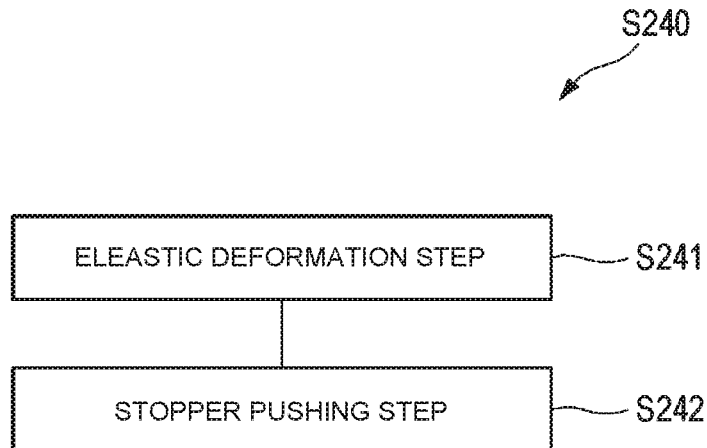 S240
ELEASTIC DEFORMATION STEP
S241
STOPPER PUSHING STEP
S242